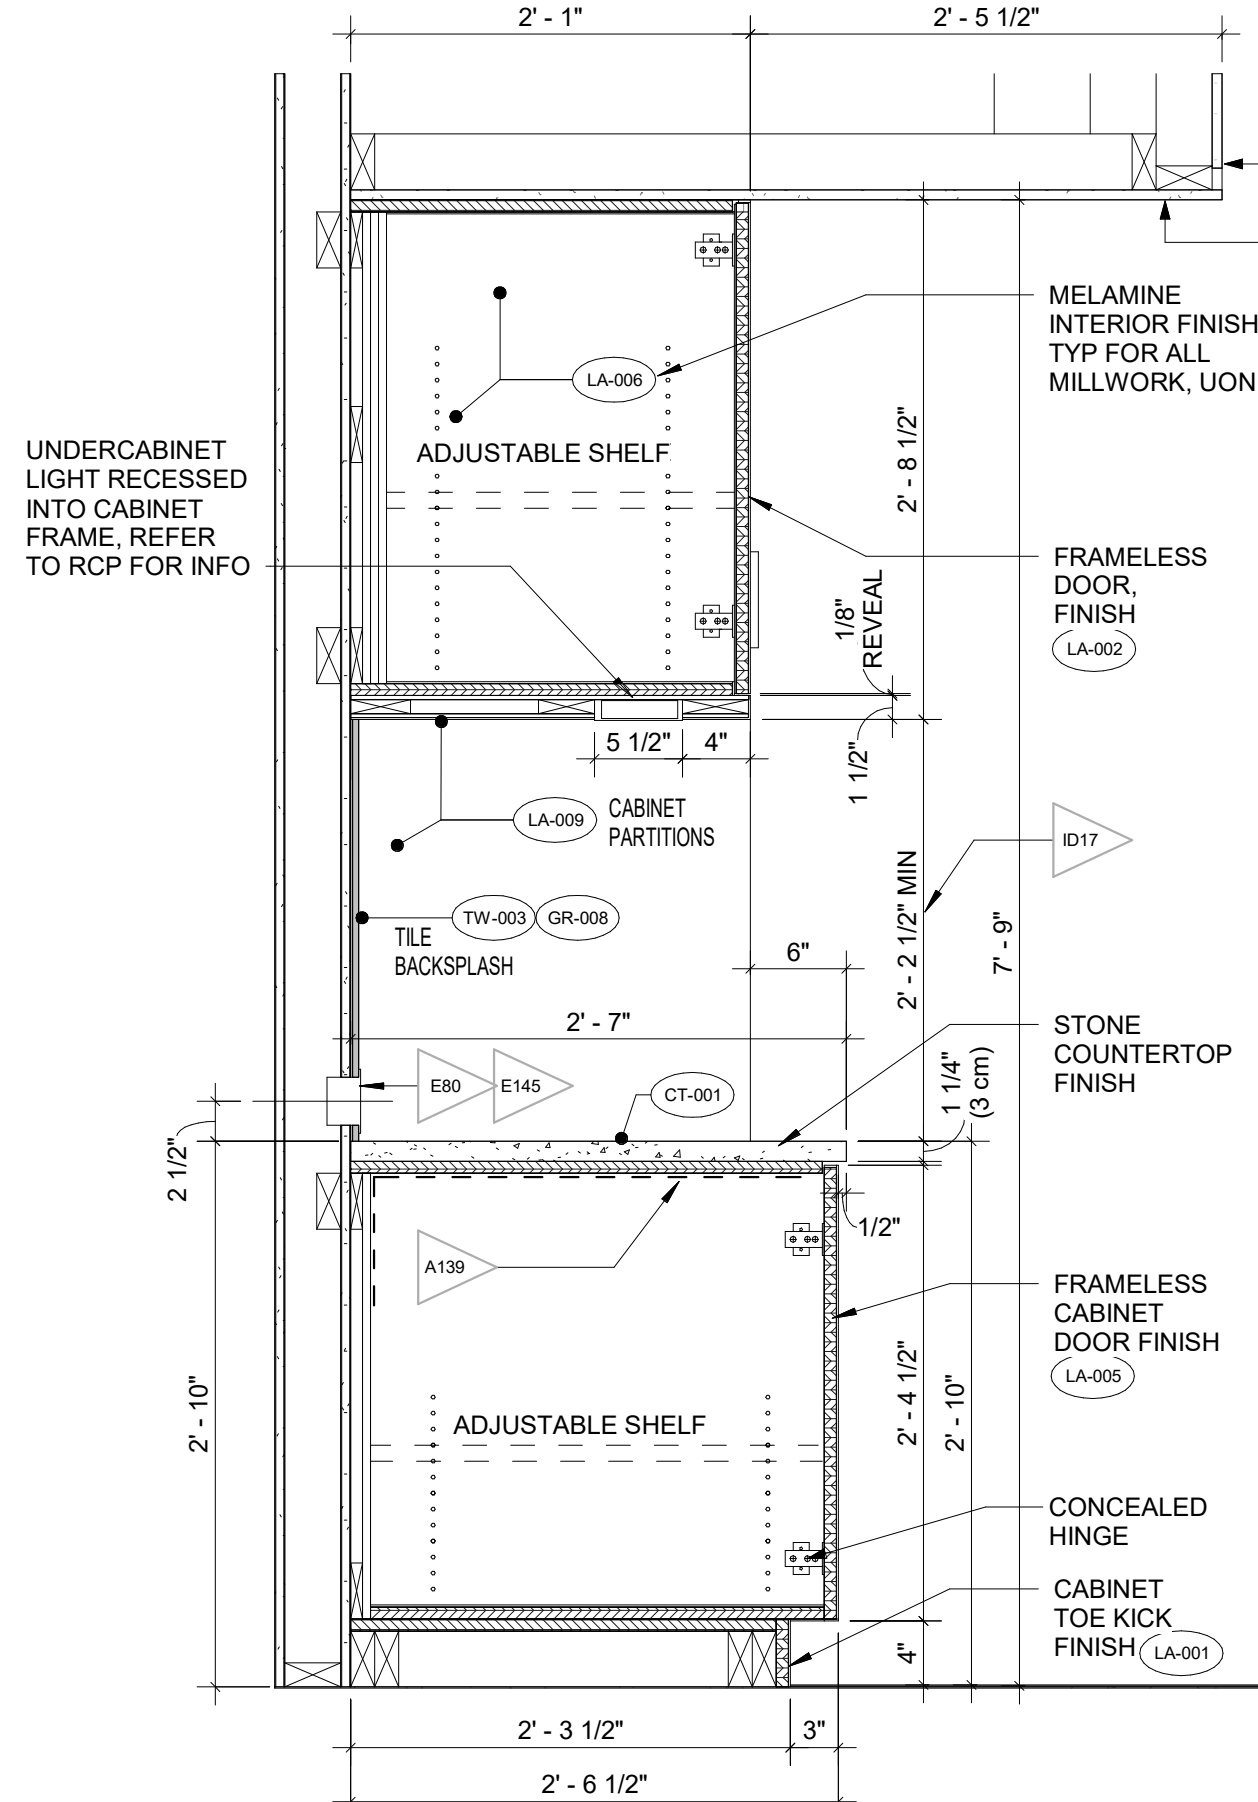 2' - 1"
2' - 5 1/2"
MELAMINE
INTERIOR FINISH
TYP FOR ALL
MILLWORK, UON
LA-006
ADJUSTABLE SHELF
2' - 8 1/2"
UNDERCABINET
LIGHT RECESSED
INTO CABINET
FRAME, REFER
TO RCP FOR INFO
FRAMELESS
DOOR,
FINISH
LA-002
1/8"
REVEAL
5 1/2"
4"
1 1/2"
LA-009
CABINET
PARTITIONS
ID17
TW-003
GR-008
TILE
BACKSPLASH
2' - 2 1/2" MIN
7' - 9"
6"
2' - 7"
STONE
COUNTERTOP
FINISH
E80
E145
CT-001
1 1/4"
(3 cm)
2 1/2"
1/2"
A139
FRAMELESS
CABINET
DOOR FINISH
LA-005
2' - 10"
ADJUSTABLE SHELF
2' - 4 1/2"
2' - 10"
CONCEALED
HINGE
CABINET
TOE KICK
FINISH
LA-001
4"
2' - 3 1/2"
3"
2' - 6 1/2"